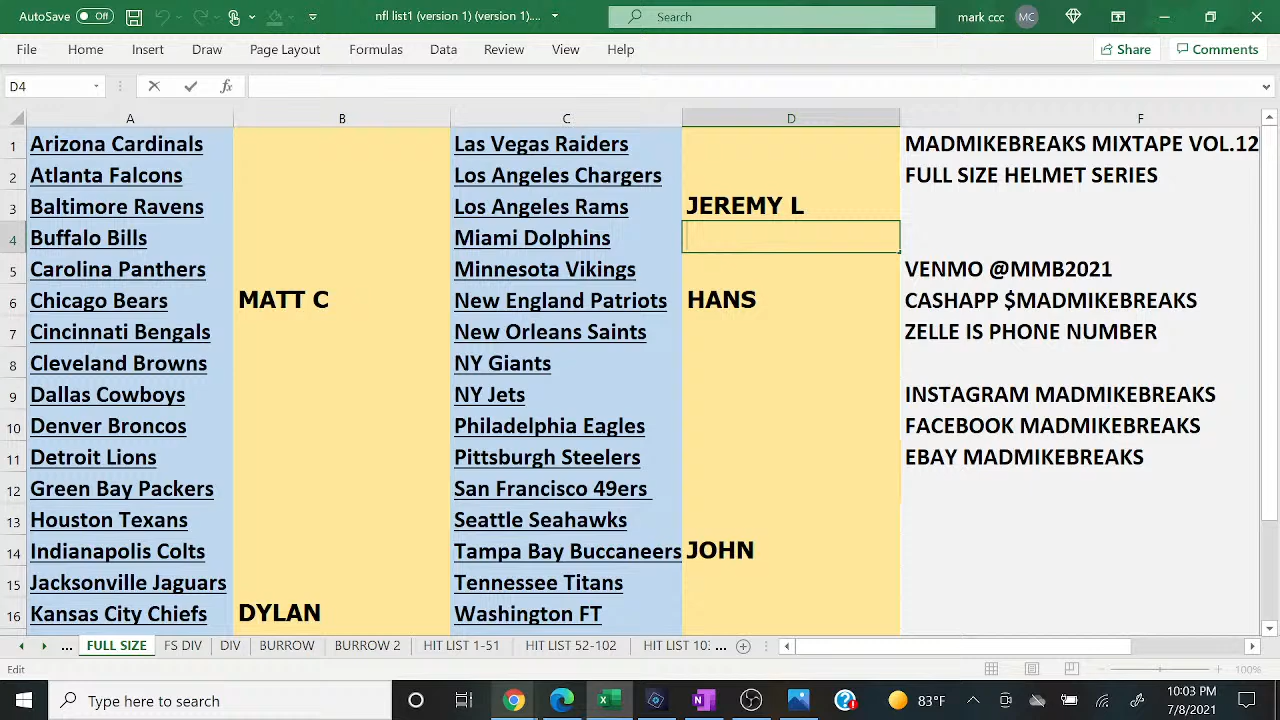 AutoSave Off nfl list1 (version 1) (version 1).... Search mark ccc MC
File Home Insert Draw Page Layout Formulas Data Review View Help Share Comments
D4 fx
A B C D F
1 Arizona Cardinals Las Vegas Raiders MADMIKEBREAKS MIXTAPE VOL.12
2 Atlanta Falcons Los Angeles Chargers FULL SIZE HELMET SERIES
3 Baltimore Ravens Los Angeles Rams JEREMY L
4 Buffalo Bills Miami Dolphins
5 Carolina Panthers Minnesota Vikings VENMO @MMB2021
6 Chicago Bears MATT C New England Patriots HANS CASHAPP $MADMIKEBREAKS
7 Cincinnati Bengals New Orleans Saints ZELLE IS PHONE NUMBER
8 Cleveland Browns NY Giants
9 Dallas Cowboys NY Jets INSTAGRAM MADMIKEBREAKS
10 Denver Broncos Philadelphia Eagles FACEBOOK MADMIKEBREAKS
11 Detroit Lions Pittsburgh Steelers EBAY MADMIKEBREAKS
12 Green Bay Packers San Francisco 49ers
13 Houston Texans Seattle Seahawks
14 Indianapolis Colts Tampa Bay Buccaneers JOHN
15 Jacksonville Jaguars Tennessee Titans
16 Kansas City Chiefs DYLAN Washington FT
... FULL SIZE FS DIV DIV BURROW BURROW 2 HIT LIST 1-51 HIT LIST 52-102 HIT LIST 10 ...
Edit 100%
Type here to search 83°F 10:03 PM
7/8/2021